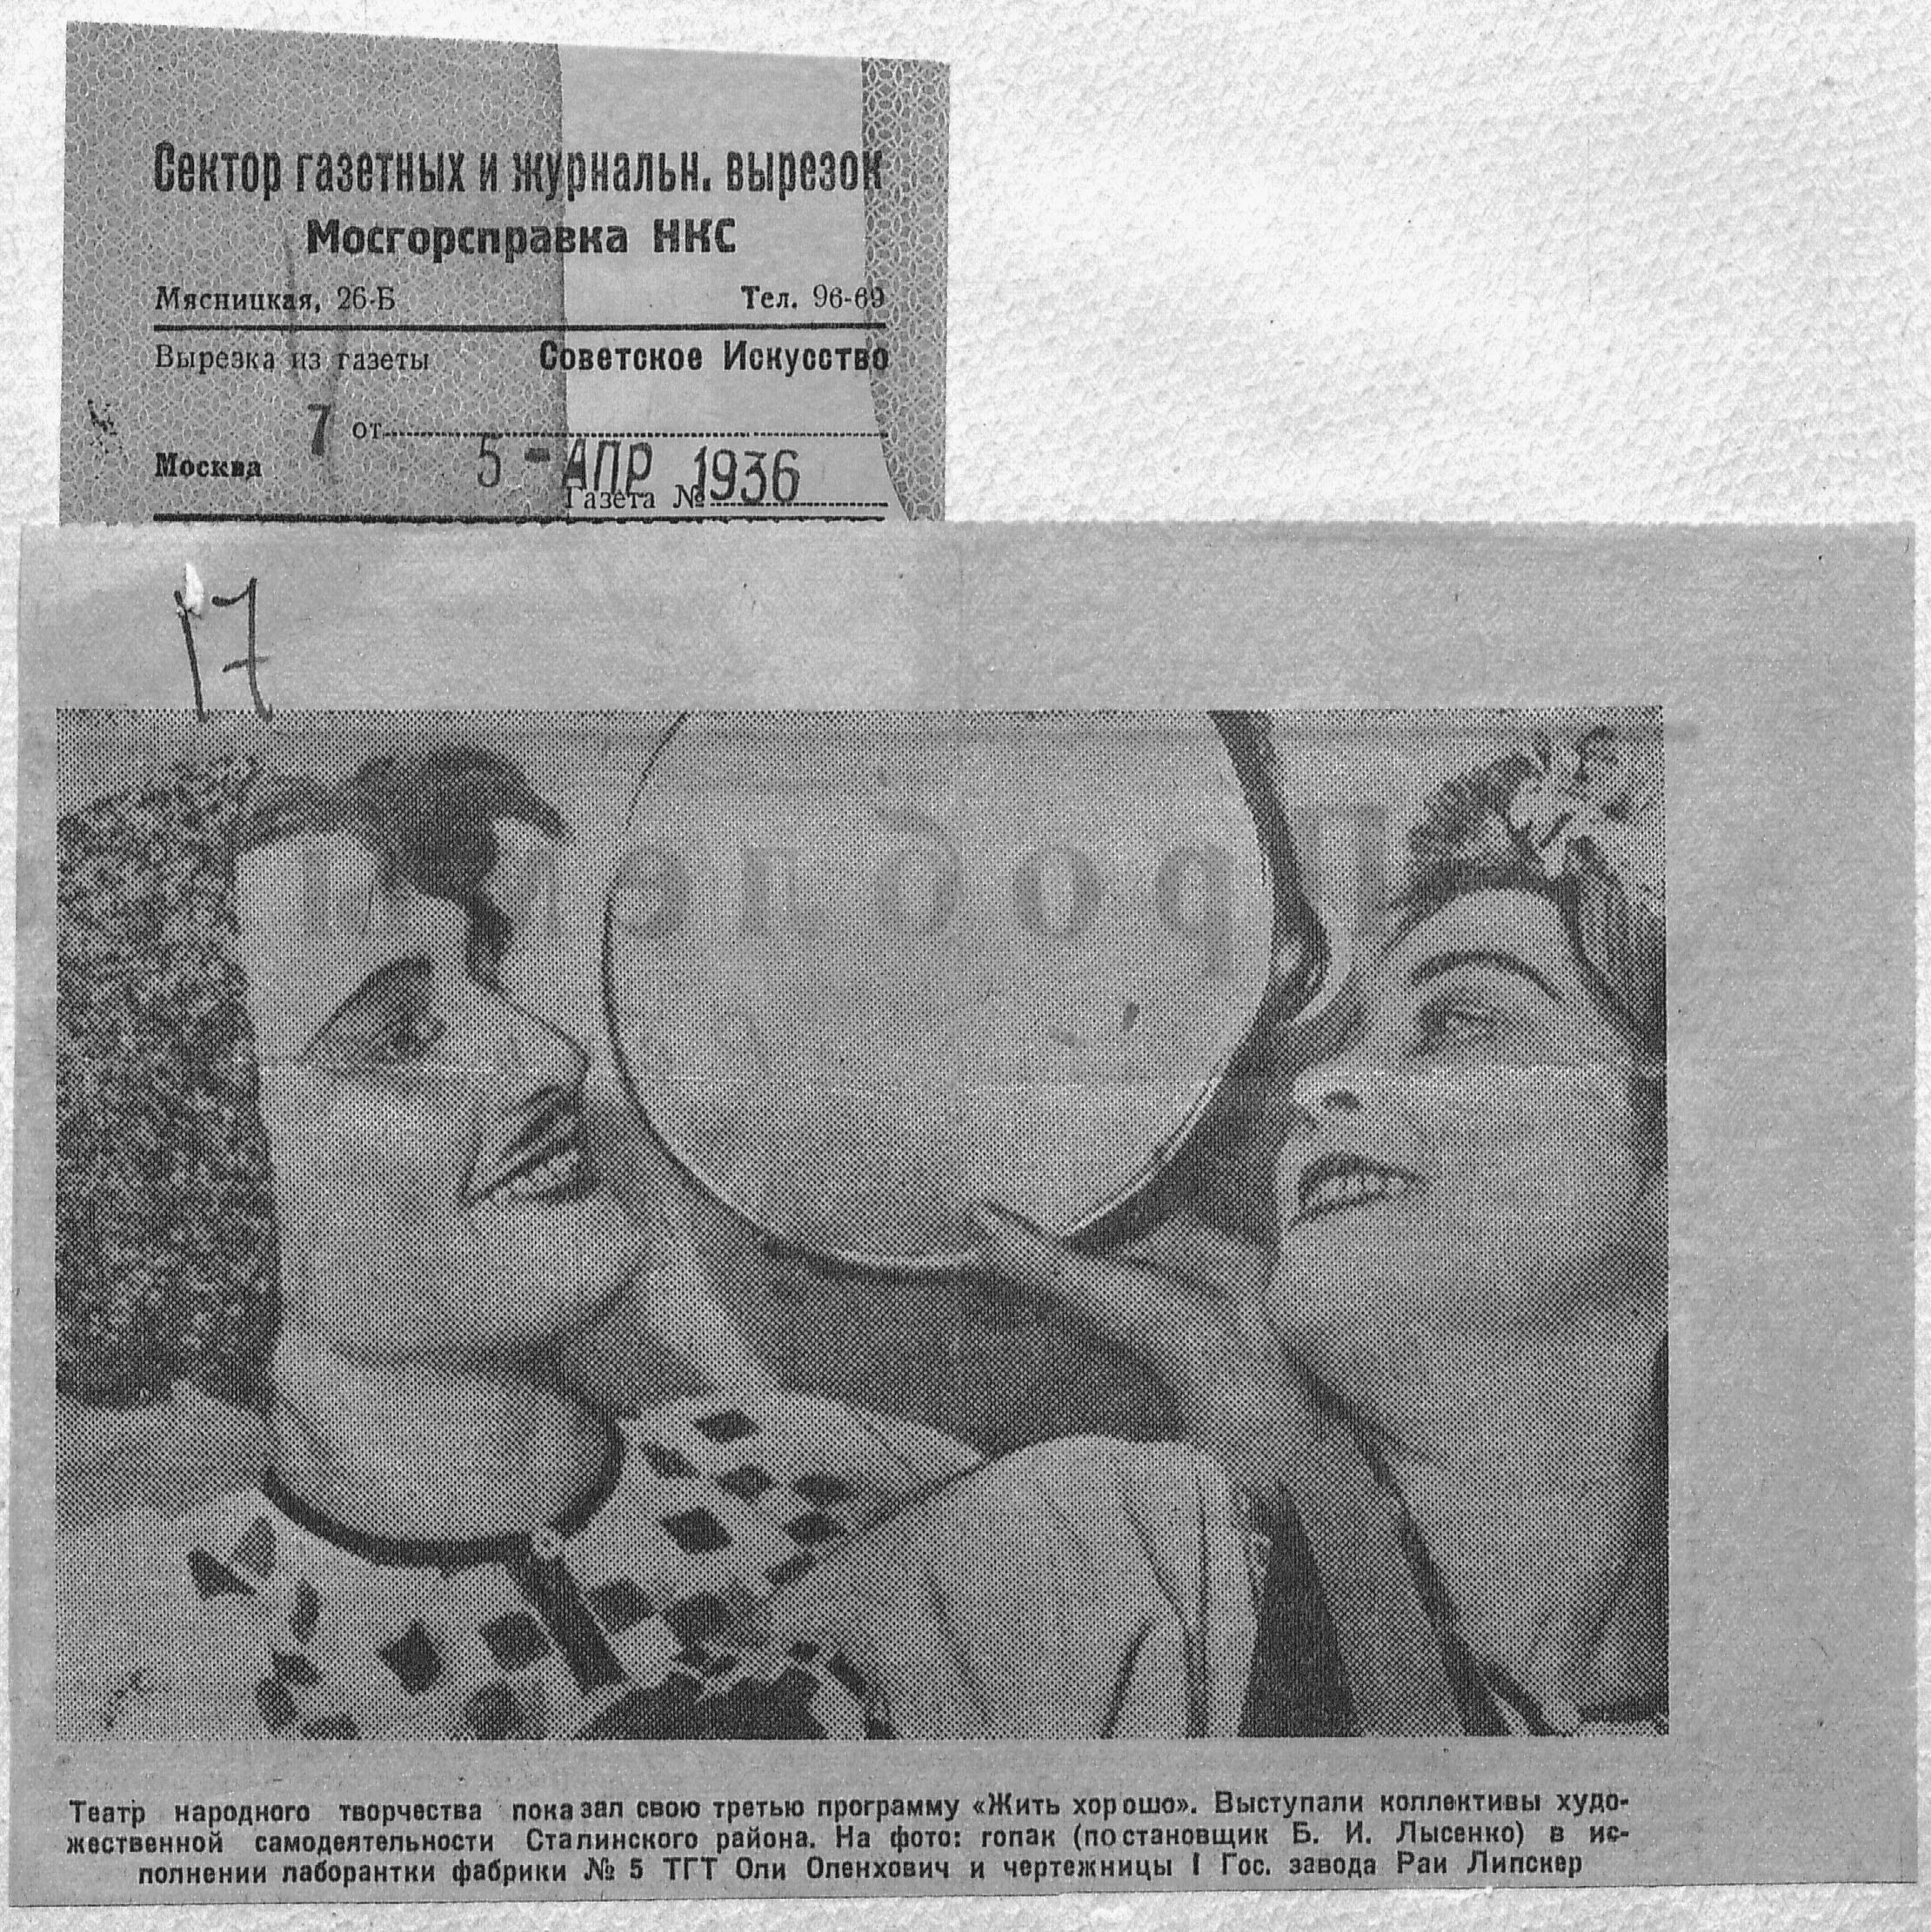 Сектор газетных и журнальн. вырезок
Мосгорсправка НКС
Мясницкая, 26-Б Тел. 96-69
Вырезка из газеты Советское Искусство
7 от
Москва 5 - АПР 1936
Газета №
17
Театр народного творчества показал свою третью программу «Жить хорошо». Выступали коллективы худо-
жественной самодеятельности Сталинского района. На фото: гопак (постановщик Б. И. Лысенко) в ис-
полнении лаборантки фабрики № 5 ТГТ Оли Оленхович и чертежницы I Гос. завода Раи Липскер